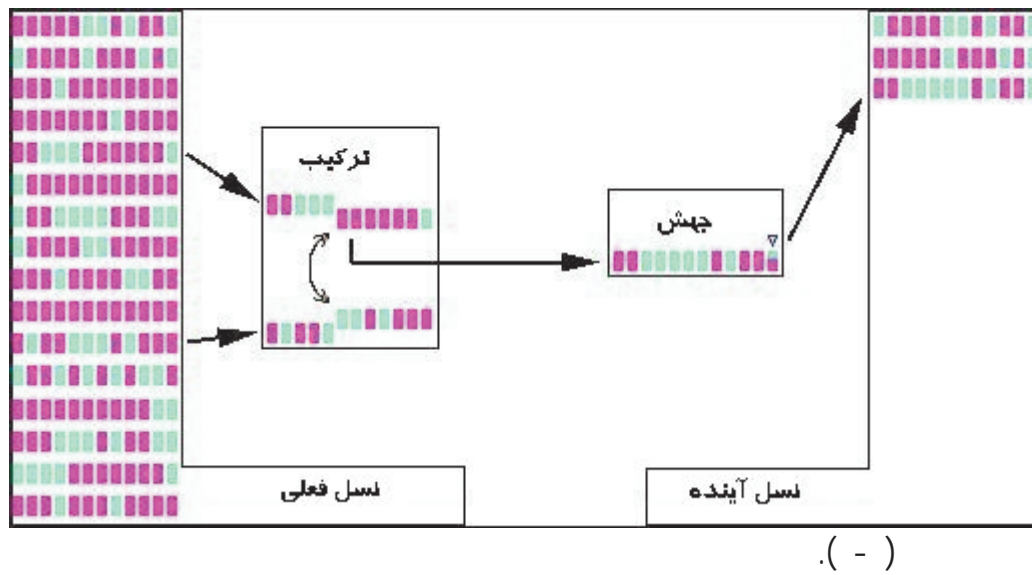 ترکیب
جهش
نسل فعلی
نسل آینده
( - ).